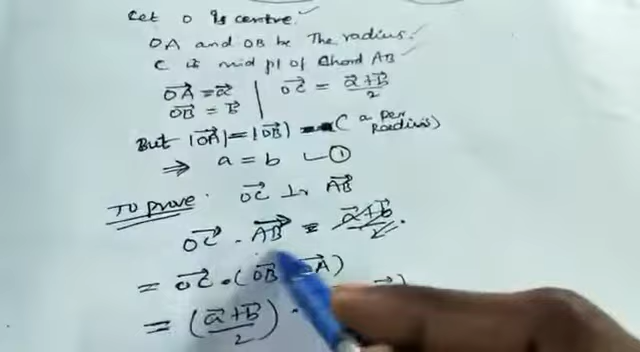 Let O is centre.
OA and OB be The radius.
C is mid pt of Chord AB
OA→ = a→ | OC→ = (a→+b→)/2
OB→ = b→
But |OA→| = |OB→| (a per Radius)
⇒ a = b —①
To prove. OC→ ⊥r AB→
OC→ . AB→ =
= OC→ . (OB→ OA→)
= (a→+b→ / 2) .